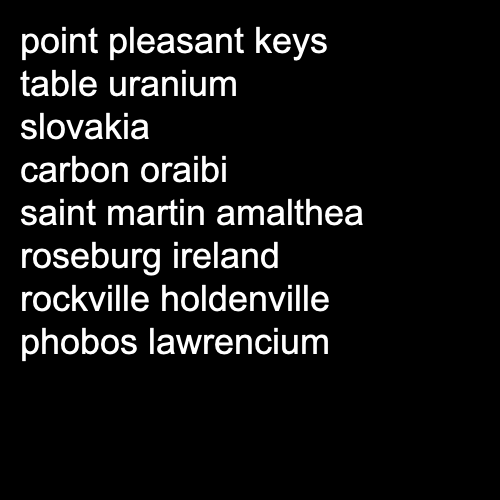 point pleasant keys
table uranium
slovakia
carbon oraibi
saint martin amalthea
roseburg ireland
rockville holdenville
phobos lawrencium